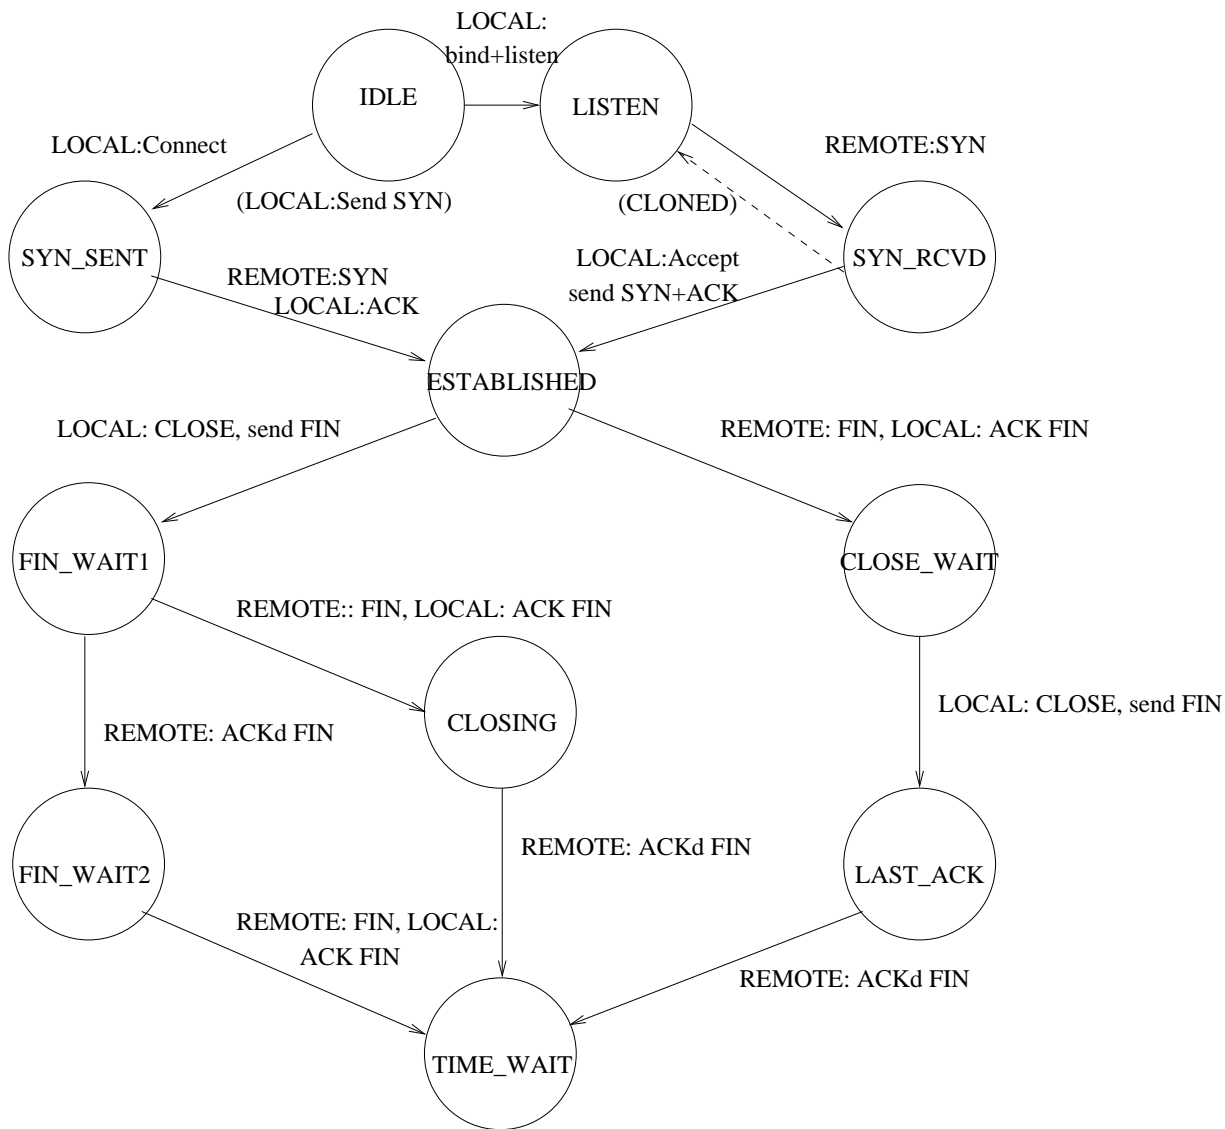 LOCAL:
bind+listen
IDLE
LISTEN
LOCAL:Connect
REMOTE:SYN
(LOCAL:Send SYN)
(CLONED)
SYN_SENT
LOCAL:Accept
SYN_RCVD
REMOTE:SYN
send SYN+ACK
LOCAL:ACK
ESTABLISHED
LOCAL: CLOSE, send FIN
REMOTE: FIN, LOCAL: ACK FIN
FIN_WAIT1
CLOSE_WAIT
REMOTE:: FIN, LOCAL: ACK FIN
LOCAL: CLOSE, send FIN
CLOSING
REMOTE: ACKd FIN
REMOTE: ACKd FIN
FIN_WAIT2
LAST_ACK
REMOTE: FIN, LOCAL:
ACK FIN
REMOTE: ACKd FIN
TIME_WAIT